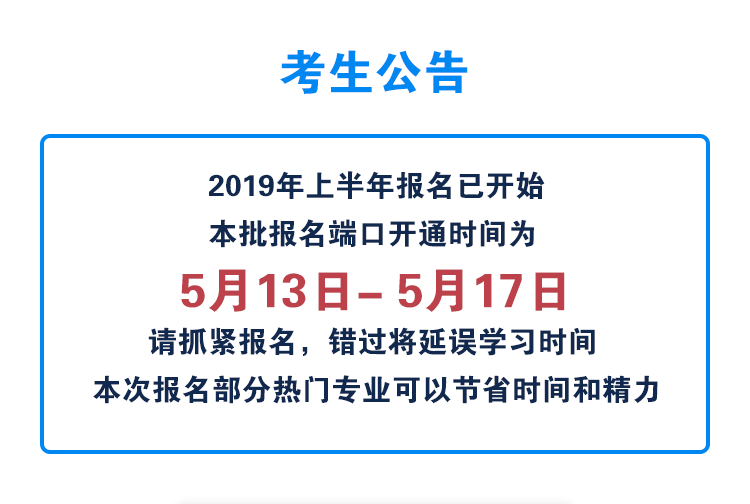 考生公告
2019年上半年报名已开始
本批报名端口开通时间为
5月13日– 5月17日
请抓紧报名，错过将延误学习时间
本次报名部分热门专业可以节省时间和精力